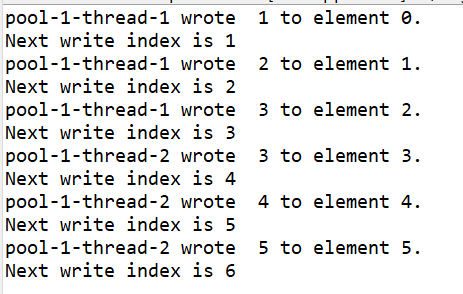 pool-1-thread-1 wrote  1 to element 0.
Next write index is 1
pool-1-thread-1 wrote  2 to element 1.
Next write index is 2
pool-1-thread-1 wrote  3 to element 2.
Next write index is 3
pool-1-thread-2 wrote  3 to element 3.
Next write index is 4
pool-1-thread-2 wrote  4 to element 4.
Next write index is 5
pool-1-thread-2 wrote  5 to element 5.
Next write index is 6